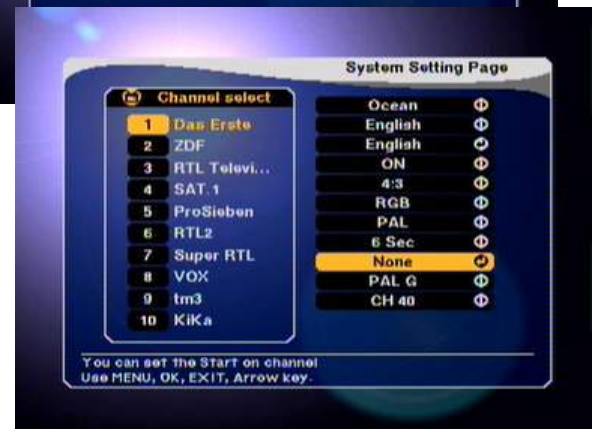 System Setting Page
Channel select
1 Das Erste
2 ZDF
3 RTL Televi...
4 SAT.1
5 ProSieben
6 RTL2
7 Super RTL
8 VOX
9 tm3
10 KiKa
Ocean
English
English
ON
4:3
RGB
PAL
6 Sec
None
PAL G
CH 40
You can set the Start on channel
Use MENU, OK, EXIT, Arrow key.